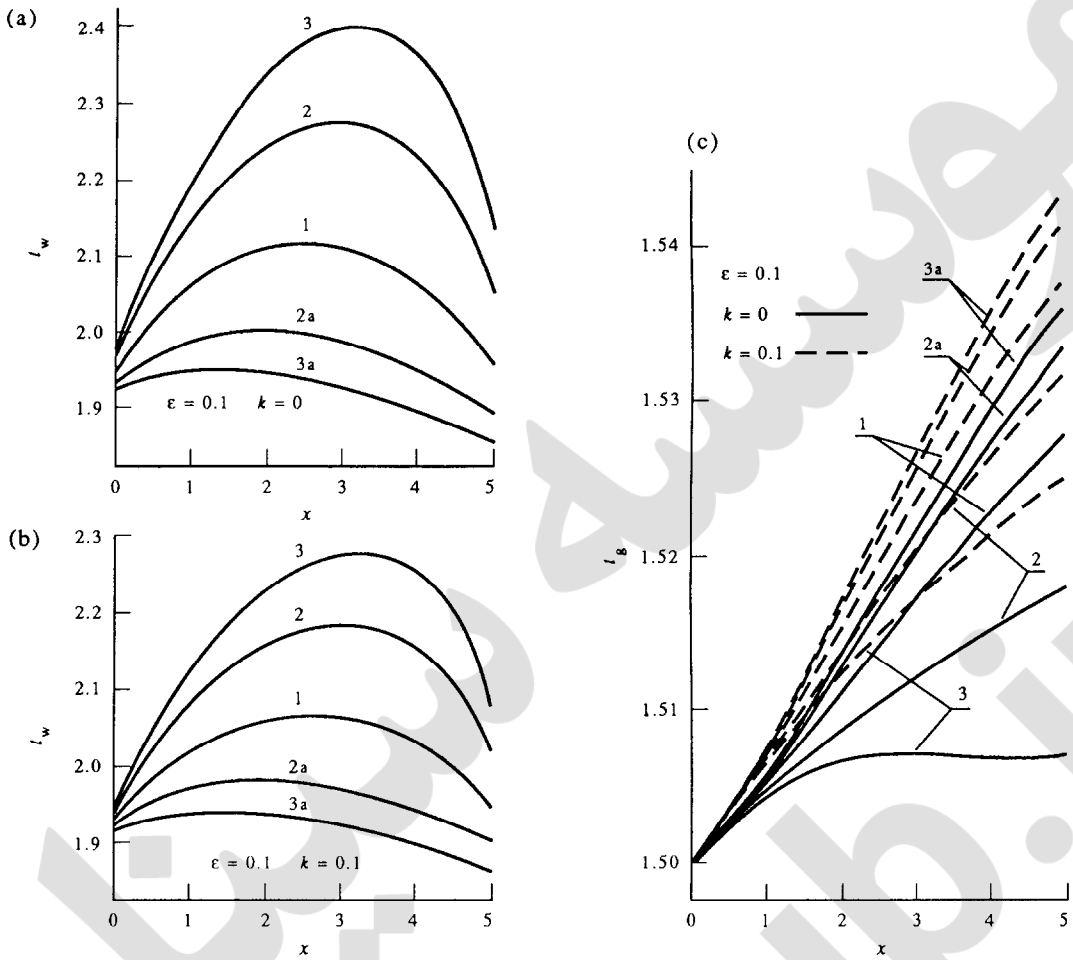 (a)
2.4
2.3
2.2
2.1
2.0
1.9
t_w
3
2
1
2a
3a
ε = 0.1 k = 0
0 1 2 3 4 5
x
(b)
2.3
2.2
2.1
2.0
1.9
t_w
3
2
1
2a
3a
ε = 0.1 k = 0.1
0 1 2 3 4 5
x
(c)
1.54
1.53
1.52
1.51
1.50
t_g
ε = 0.1
k = 0
k = 0.1
3a
2a
1
2
3
0 1 2 3 4 5
x